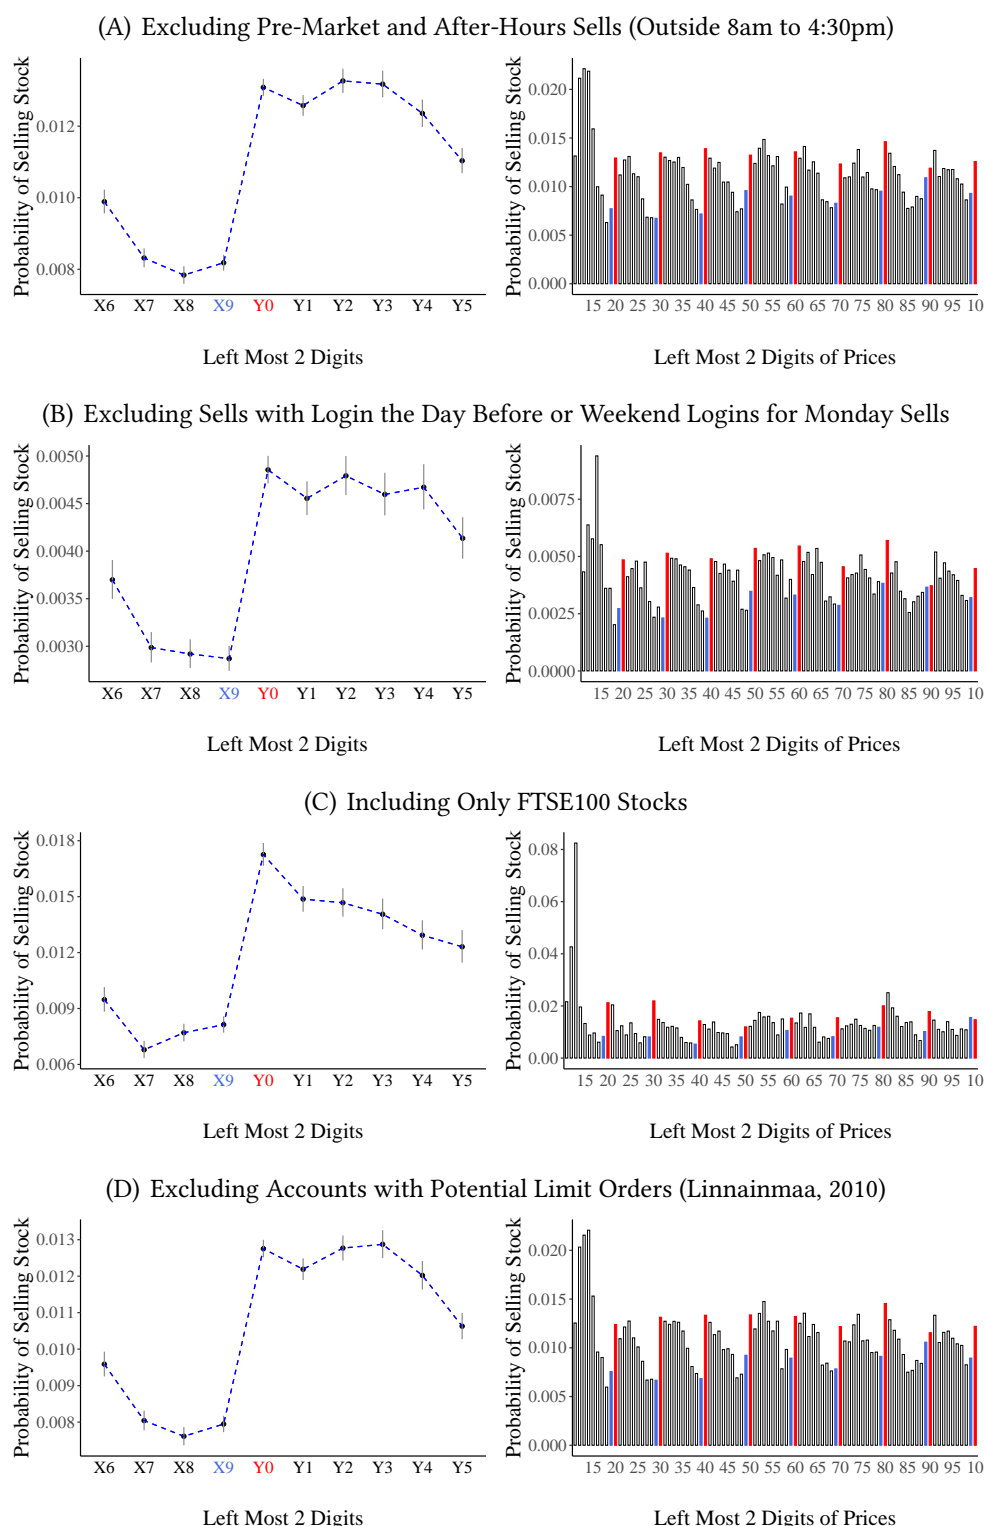 (A) Excluding Pre-Market and After-Hours Sells (Outside 8am to 4:30pm)
Probability of Selling Stock
0.012
0.010
0.008
X6 X7 X8 X9 Y0 Y1 Y2 Y3 Y4 Y5
Left Most 2 Digits
Probability of Selling Stock
0.020
0.015
0.010
0.005
0.000
15 20 25 30 35 40 45 50 55 60 65 70 75 80 85 90 95 10
Left Most 2 Digits of Prices
(B) Excluding Sells with Login the Day Before or Weekend Logins for Monday Sells
Probability of Selling Stock
0.0050
0.0045
0.0040
0.0035
0.0030
X6 X7 X8 X9 Y0 Y1 Y2 Y3 Y4 Y5
Left Most 2 Digits
Probability of Selling Stock
0.0075
0.0050
0.0025
0.0000
15 20 25 30 35 40 45 50 55 60 65 70 75 80 85 90 95 10
Left Most 2 Digits of Prices
(C) Including Only FTSE100 Stocks
Probability of Selling Stock
0.018
0.015
0.012
0.009
0.006
X6 X7 X8 X9 Y0 Y1 Y2 Y3 Y4 Y5
Left Most 2 Digits
Probability of Selling Stock
0.08
0.06
0.04
0.02
0.00
15 20 25 30 35 40 45 50 55 60 65 70 75 80 85 90 95 10
Left Most 2 Digits of Prices
(D) Excluding Accounts with Potential Limit Orders (Linnainmaa, 2010)
Probability of Selling Stock
0.013
0.012
0.011
0.010
0.009
0.008
X6 X7 X8 X9 Y0 Y1 Y2 Y3 Y4 Y5
Left Most 2 Digits
Probability of Selling Stock
0.020
0.015
0.010
0.005
0.000
15 20 25 30 35 40 45 50 55 60 65 70 75 80 85 90 95 10
Left Most 2 Digits of Prices